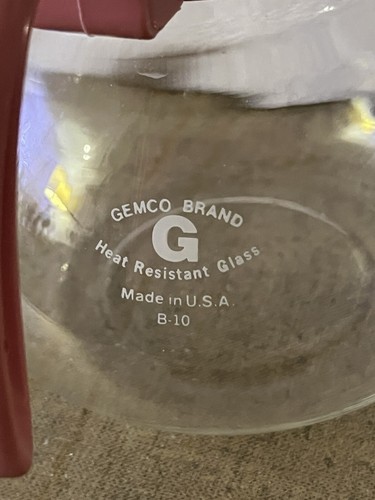 GEMCO BRAND
G
Heat Resistant Glass
Made in U.S.A.
B-10